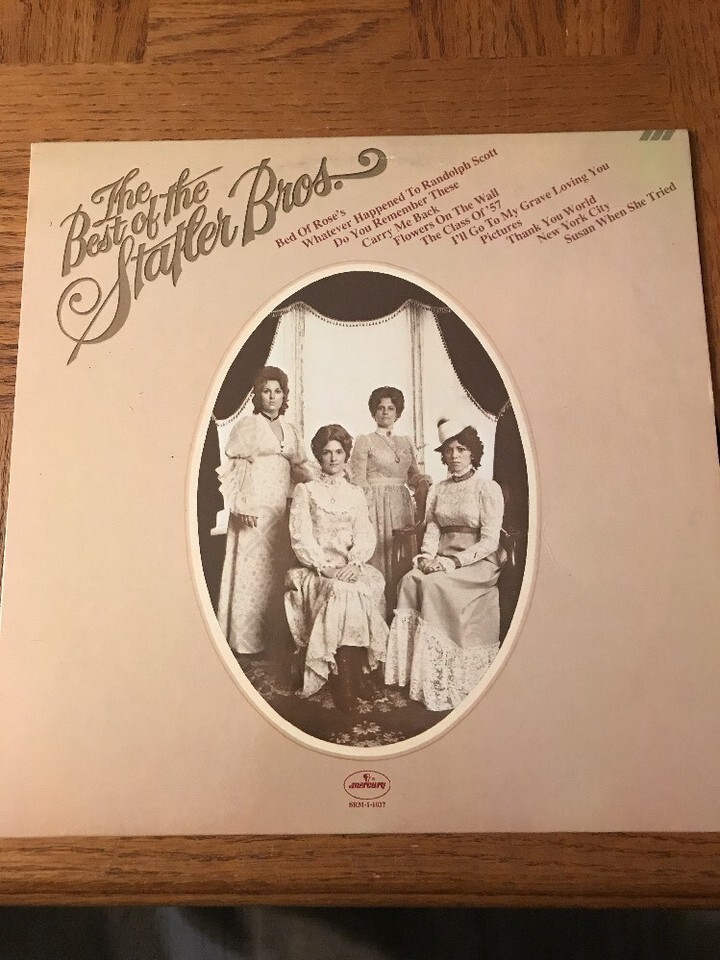 The
Best of the
Statler Bros.
Bed Of Rose's
Whatever Happened To Randolph Scott
Do You Remember These
Carry Me Back
Flowers On The Wall
The Class Of '57
I'll Go To My Grave Loving You
Pictures
Thank You World
New York City
Susan When She Tried
mercury
SRM-1-1037